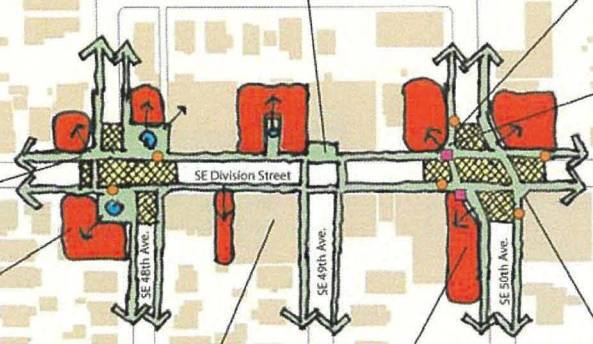 SE Division Street
SE 48th Ave.
SE 49th Ave.
SE 50th Ave.